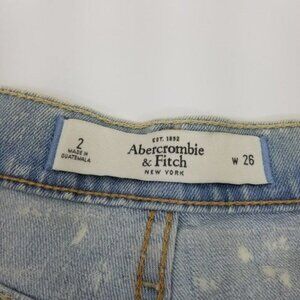 2
MADE IN
GUATEMALA
EST. 1892
Abercrombie
& Fitch
NEW YORK
W 26